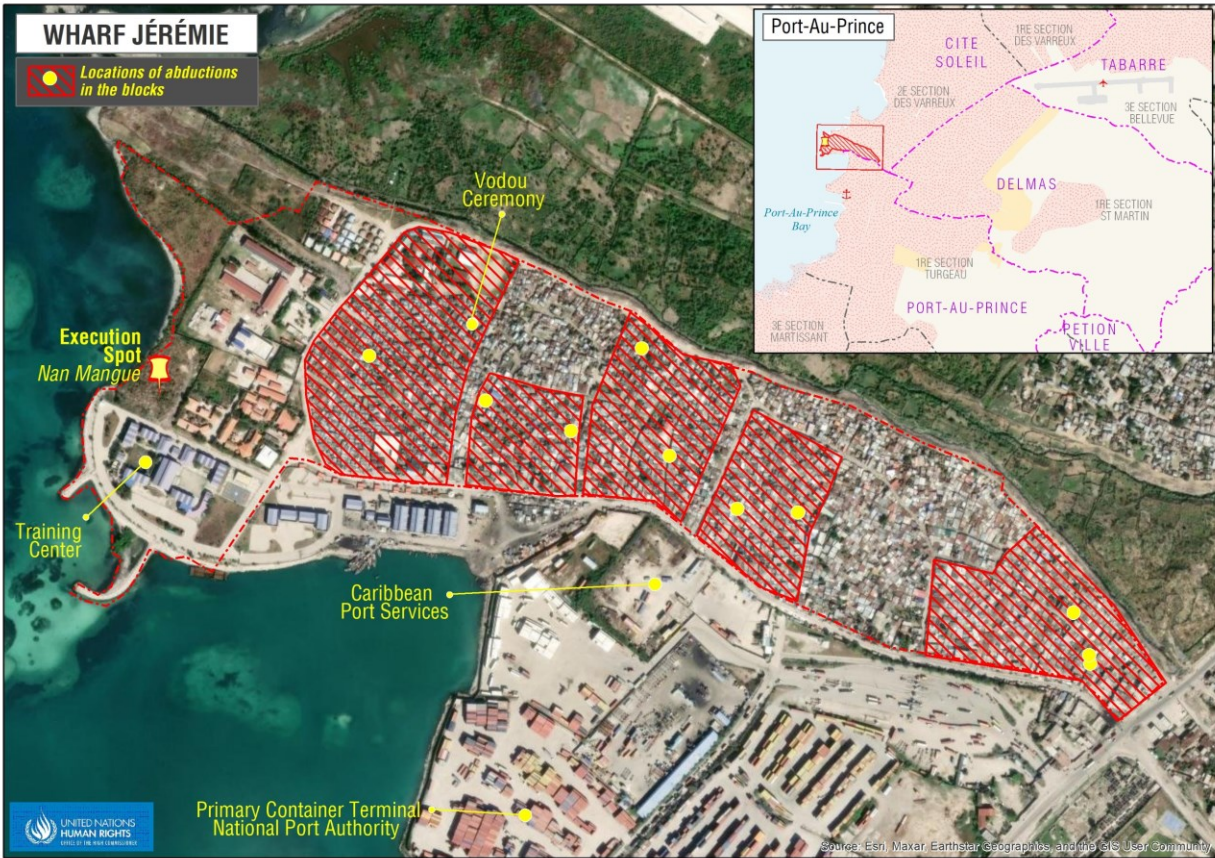 WHARF JÉRÉMIE
Locations of abductions
in the blocks
Vodou
Ceremony
Execution
Spot
Nan Mangue
Training
Center
Caribbean
Port Services
Primary Container Terminal
National Port Authority
UNITED NATIONS
HUMAN RIGHTS
OFFICE OF THE HIGH COMMISSIONER
Port-Au-Prince
1RE SECTION
DES VARREUX
CITE
SOLEIL
TABARRE
2E SECTION
DES VARREUX
3E SECTION
BELLEVUE
DELMAS
1RE SECTION
ST MARTIN
Port-Au-Prince
Bay
1RE SECTION
TURGEAU
PORT-AU-PRINCE
3E SECTION
MARTISSANT
PETION
VILLE
Source: Esri, Maxar, Earthstar Geographics, and the GIS User Community